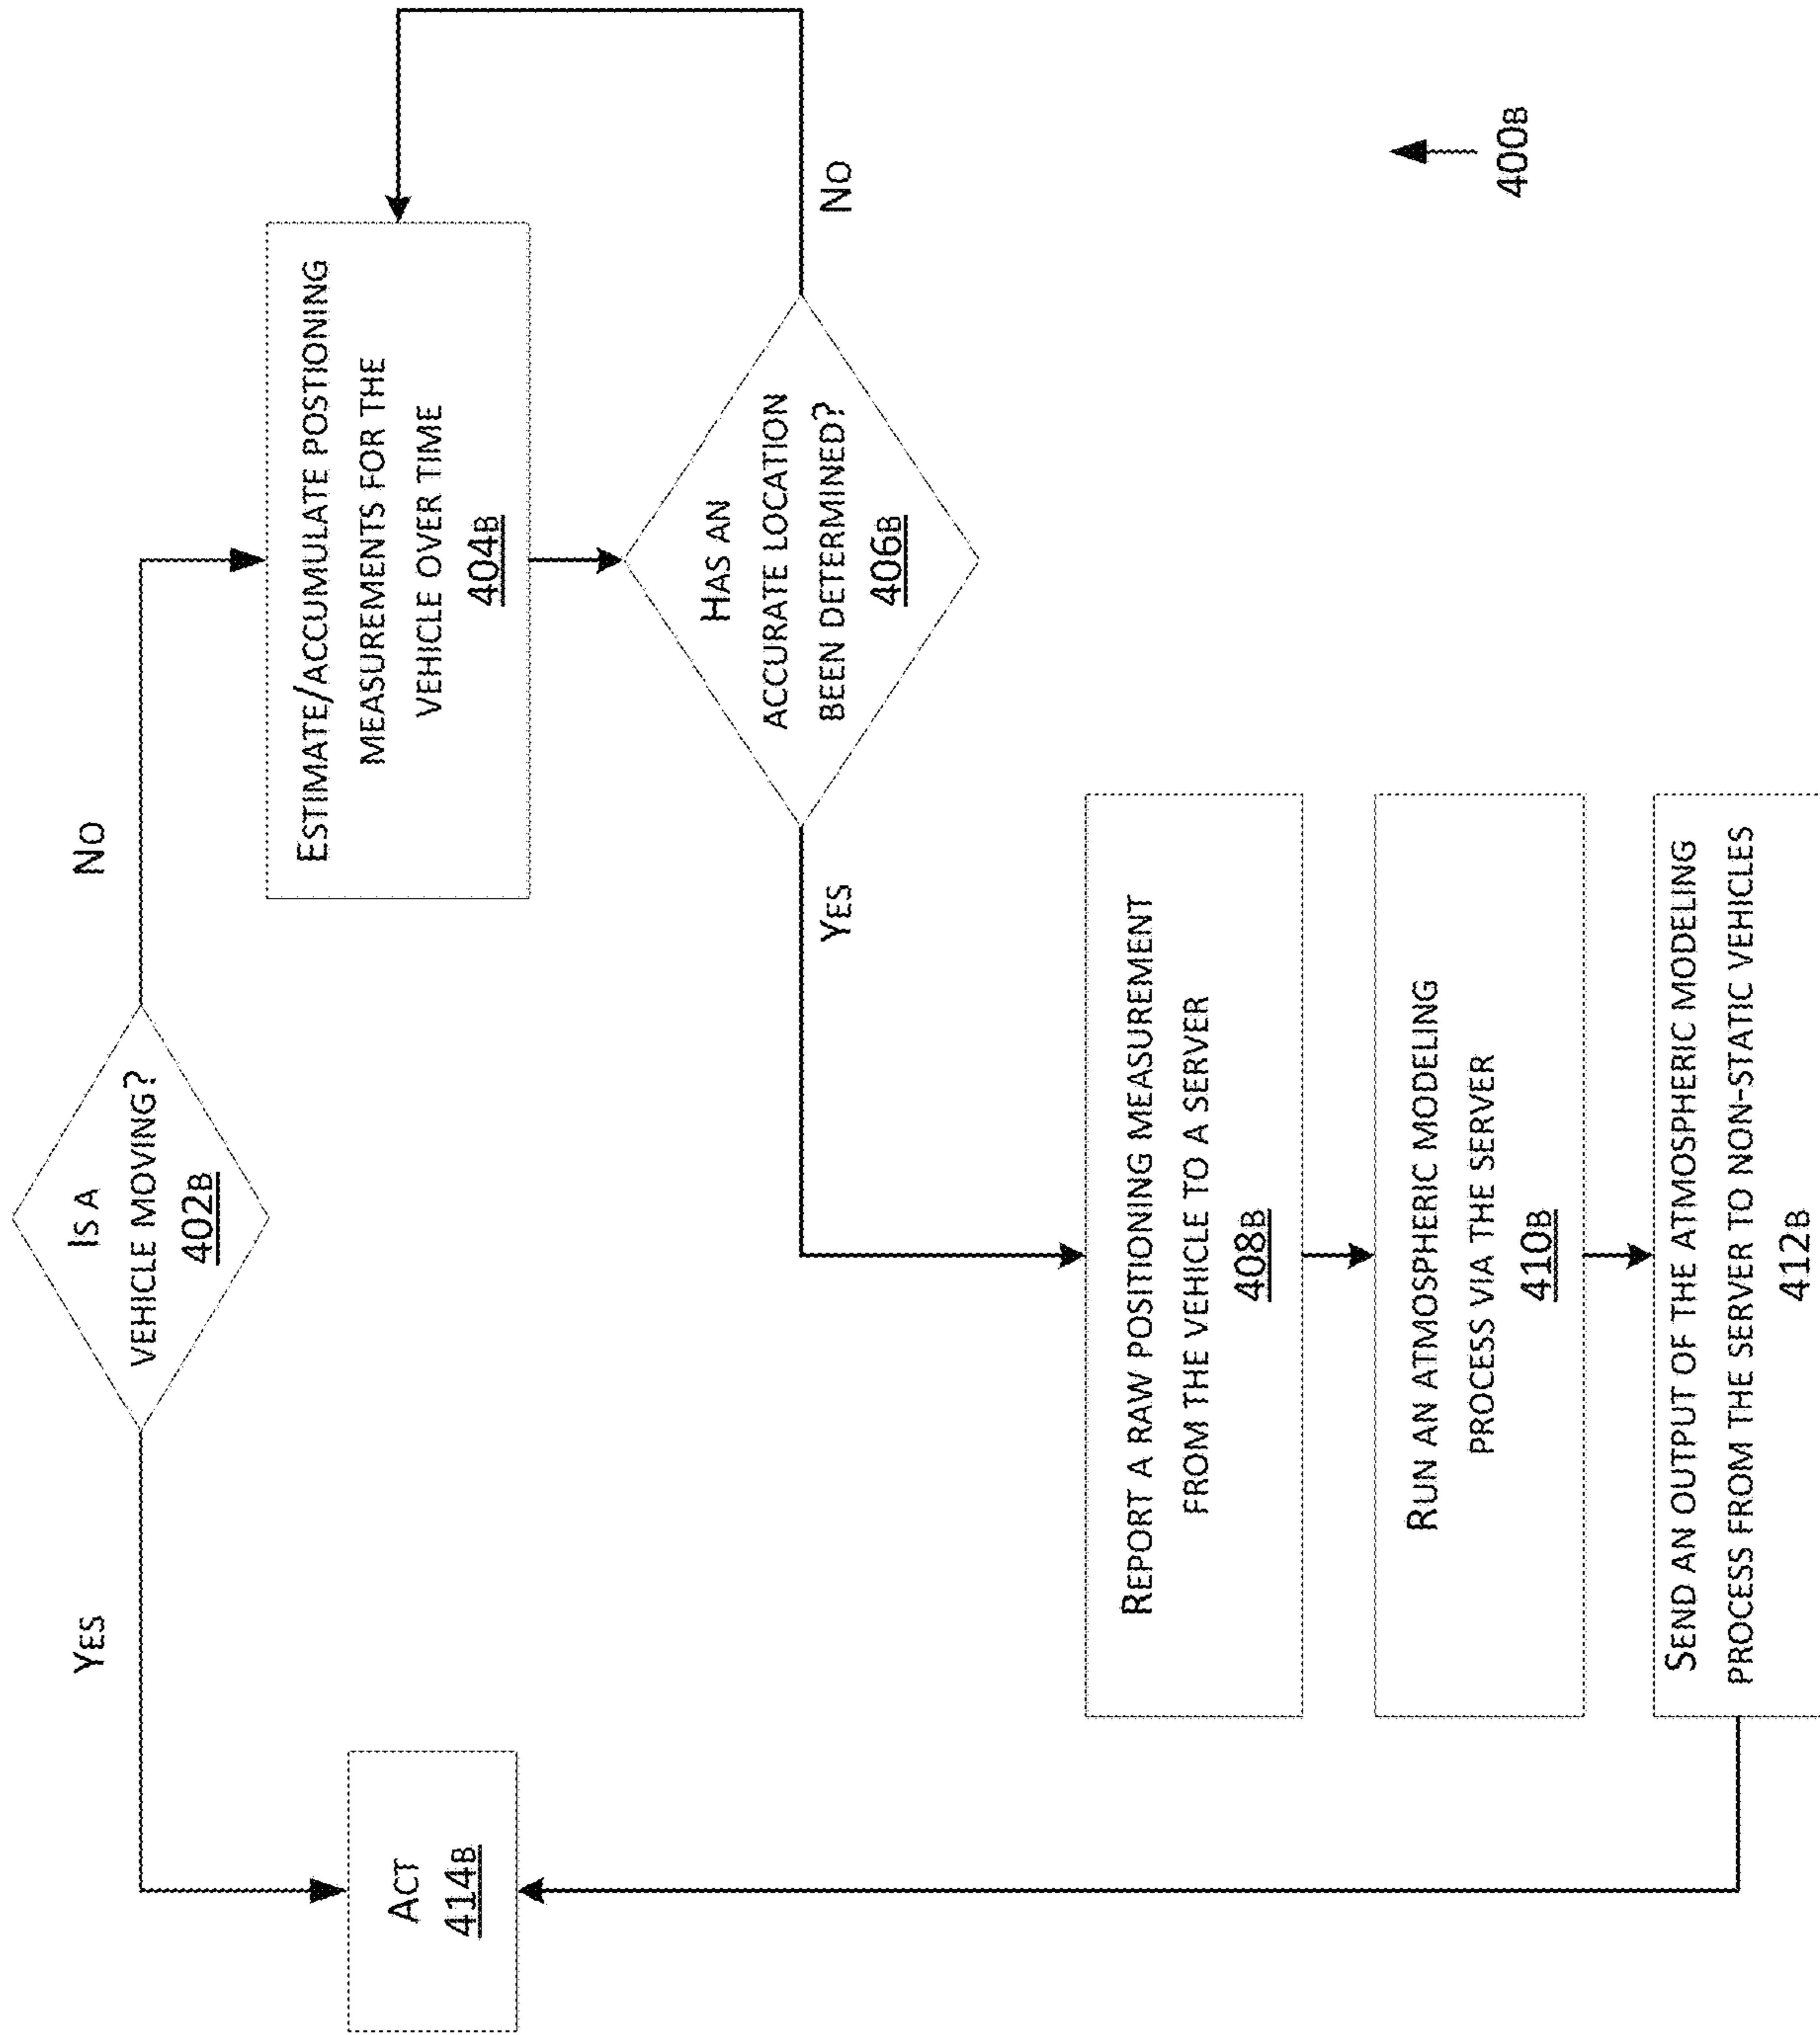 Is a
vehicle moving?
402b
Yes
No
Act
414b
Estimate/accumulate postioning
measurements for the
vehicle over time
404b
Has an
accurate location
been determined?
406b
Yes
No
Report a raw positioning measurement
from the vehicle to a server
408b
Run an atmospheric modeling
process via the server
410b
Send an output of the atmospheric modeling
process from the server to non-static vehicles
412b
400b